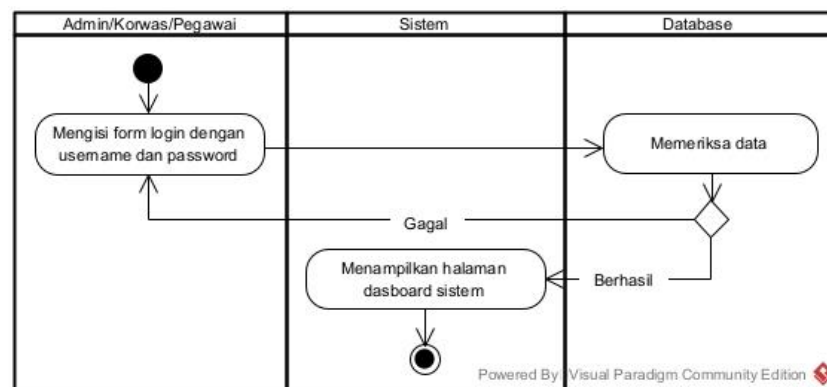 Admin/Korwas/Pegawai
Sistem
Database
Mengisi form login dengan
username dan password
Memeriksa data
Gagal
Menampilkan halaman
dasboard sistem
Berhasil
Powered By Visual Paradigm Community Edition